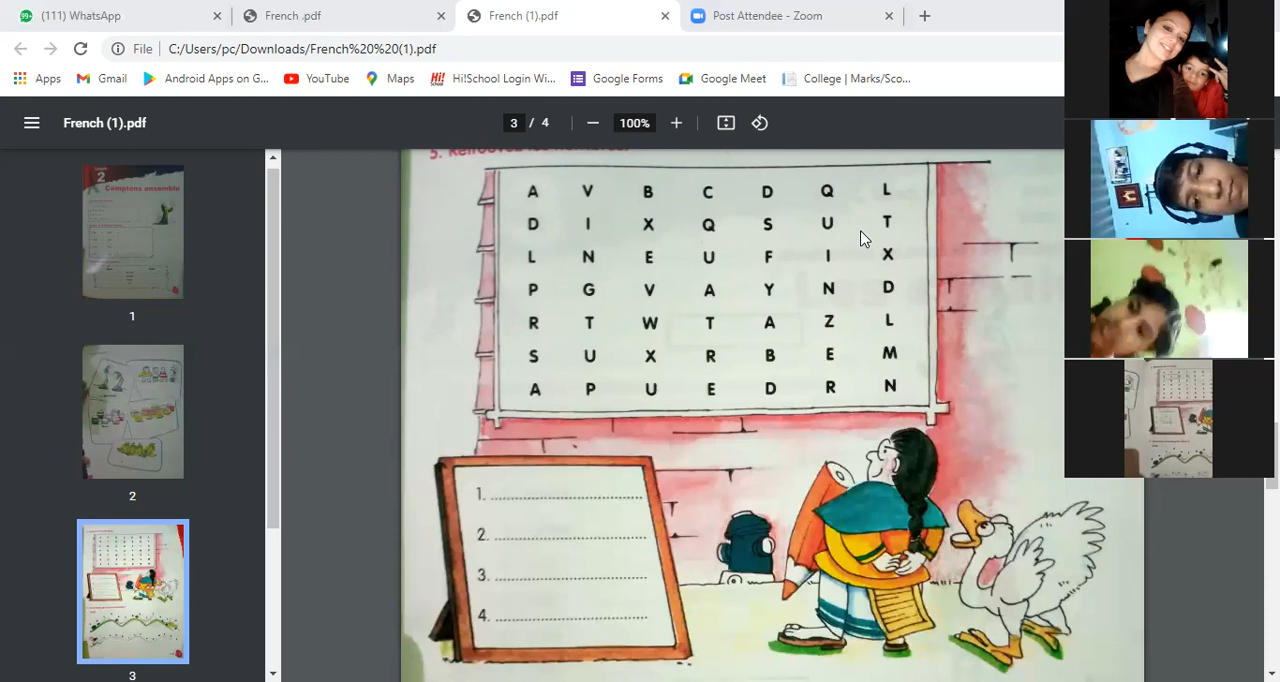 (111) WhatsApp
French .pdf
French (1).pdf
Post Attendee - Zoom
File
C:/Users/pc/Downloads/French%20%20(1).pdf
Apps
Gmail
Android Apps on G...
YouTube
Maps
Hi!School Login Wi...
Google Forms
Google Meet
College | Marks/Sco...
French (1).pdf
3 / 4
100%
2
Comptons ensemble
1
2
3
A V B C D Q L
D I X Q S U T
L N E U F I X
P G V A Y N D
R T W T A Z L
S U X R B E M
A P U E D R N
1.
2.
3.
4.